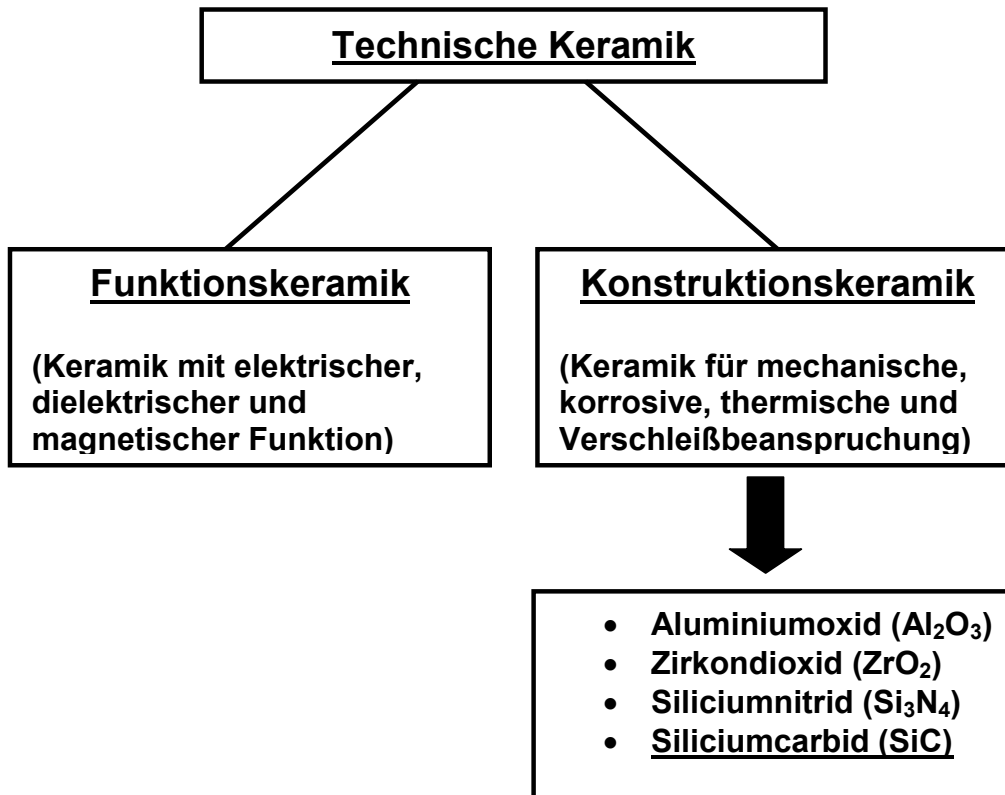 Technische Keramik
Funktionskeramik
(Keramik mit elektrischer,
dielektrischer und
magnetischer Funktion)
Konstruktionskeramik
(Keramik für mechanische,
korrosive, thermische und
Verschleißbeanspruchung)
• Aluminiumoxid (Al₂O₃)
• Zirkondioxid (ZrO₂)
• Siliciumnitrid (Si₃N₄)
• Siliciumcarbid (SiC)